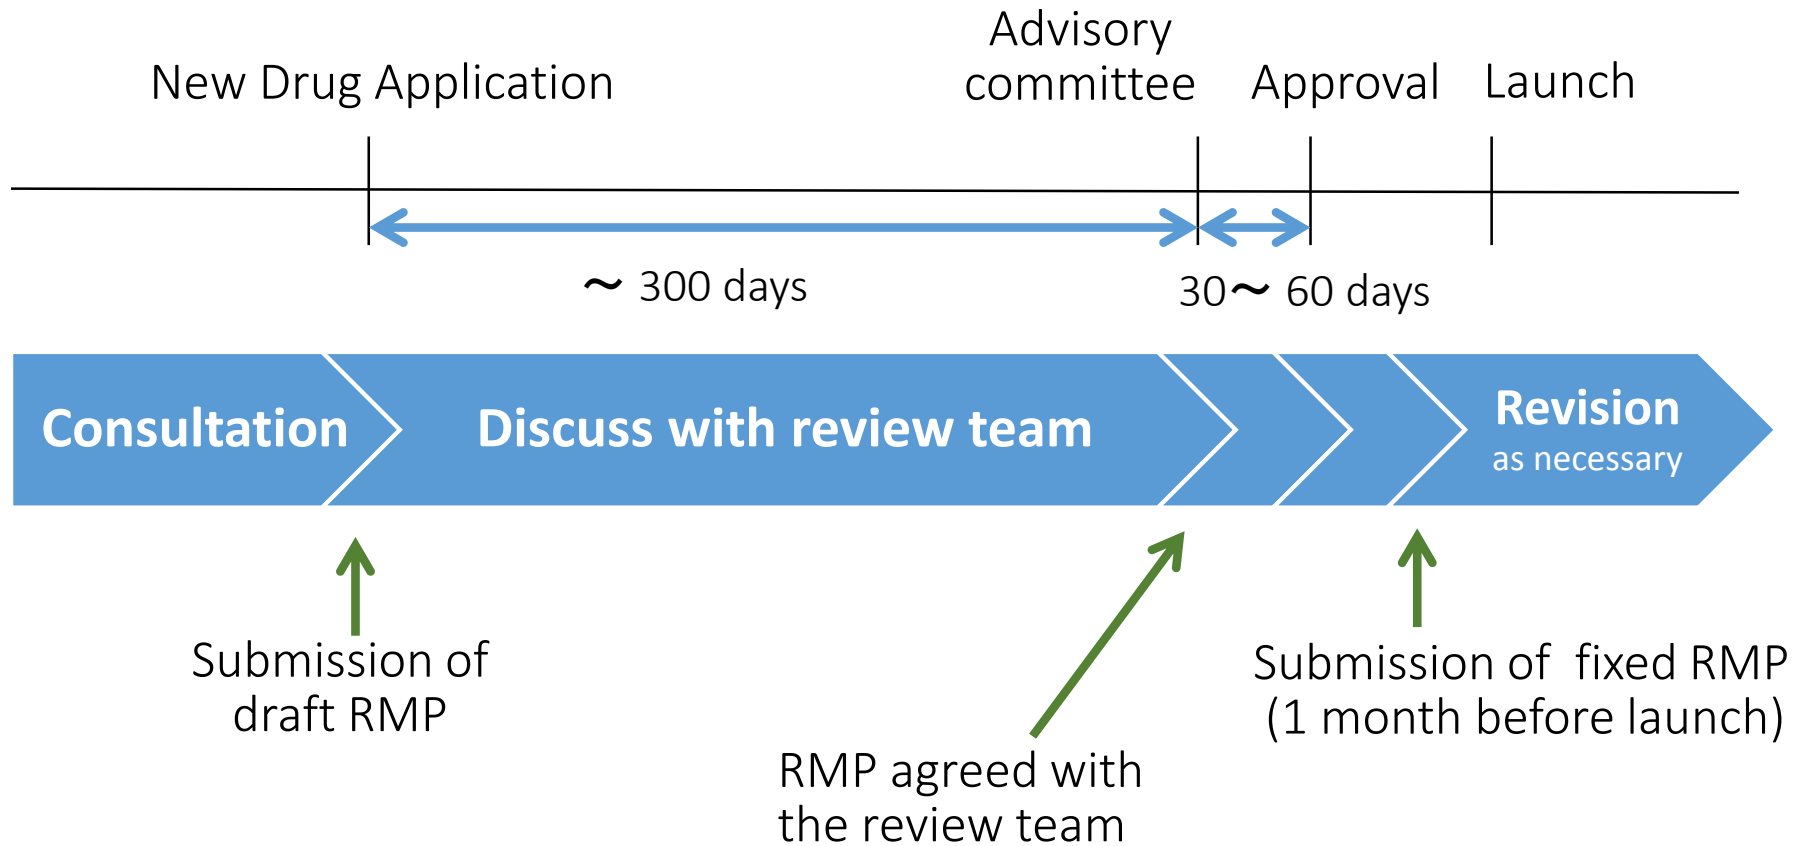 New Drug Application
Advisory
committee
Approval
Launch
～ 300 days
30～ 60 days
Consultation
Discuss with review team
Revision
as necessary
Submission of
draft RMP
RMP agreed with
the review team
Submission of fixed RMP
(1 month before launch)